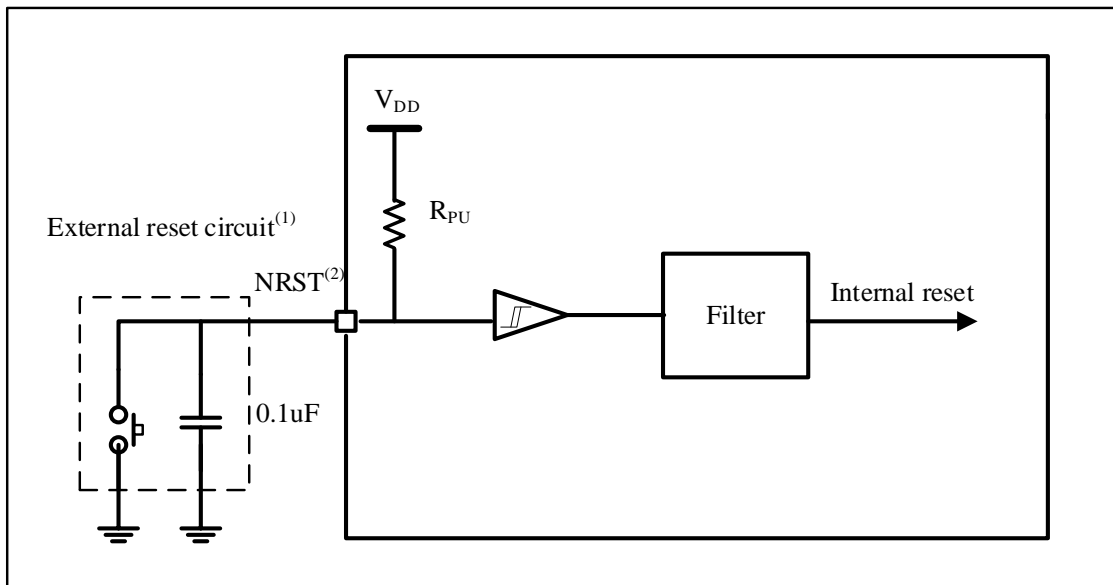 V_DD
R_PU
External reset circuit^(1)
NRST^(2)
Filter
Internal reset
0.1uF